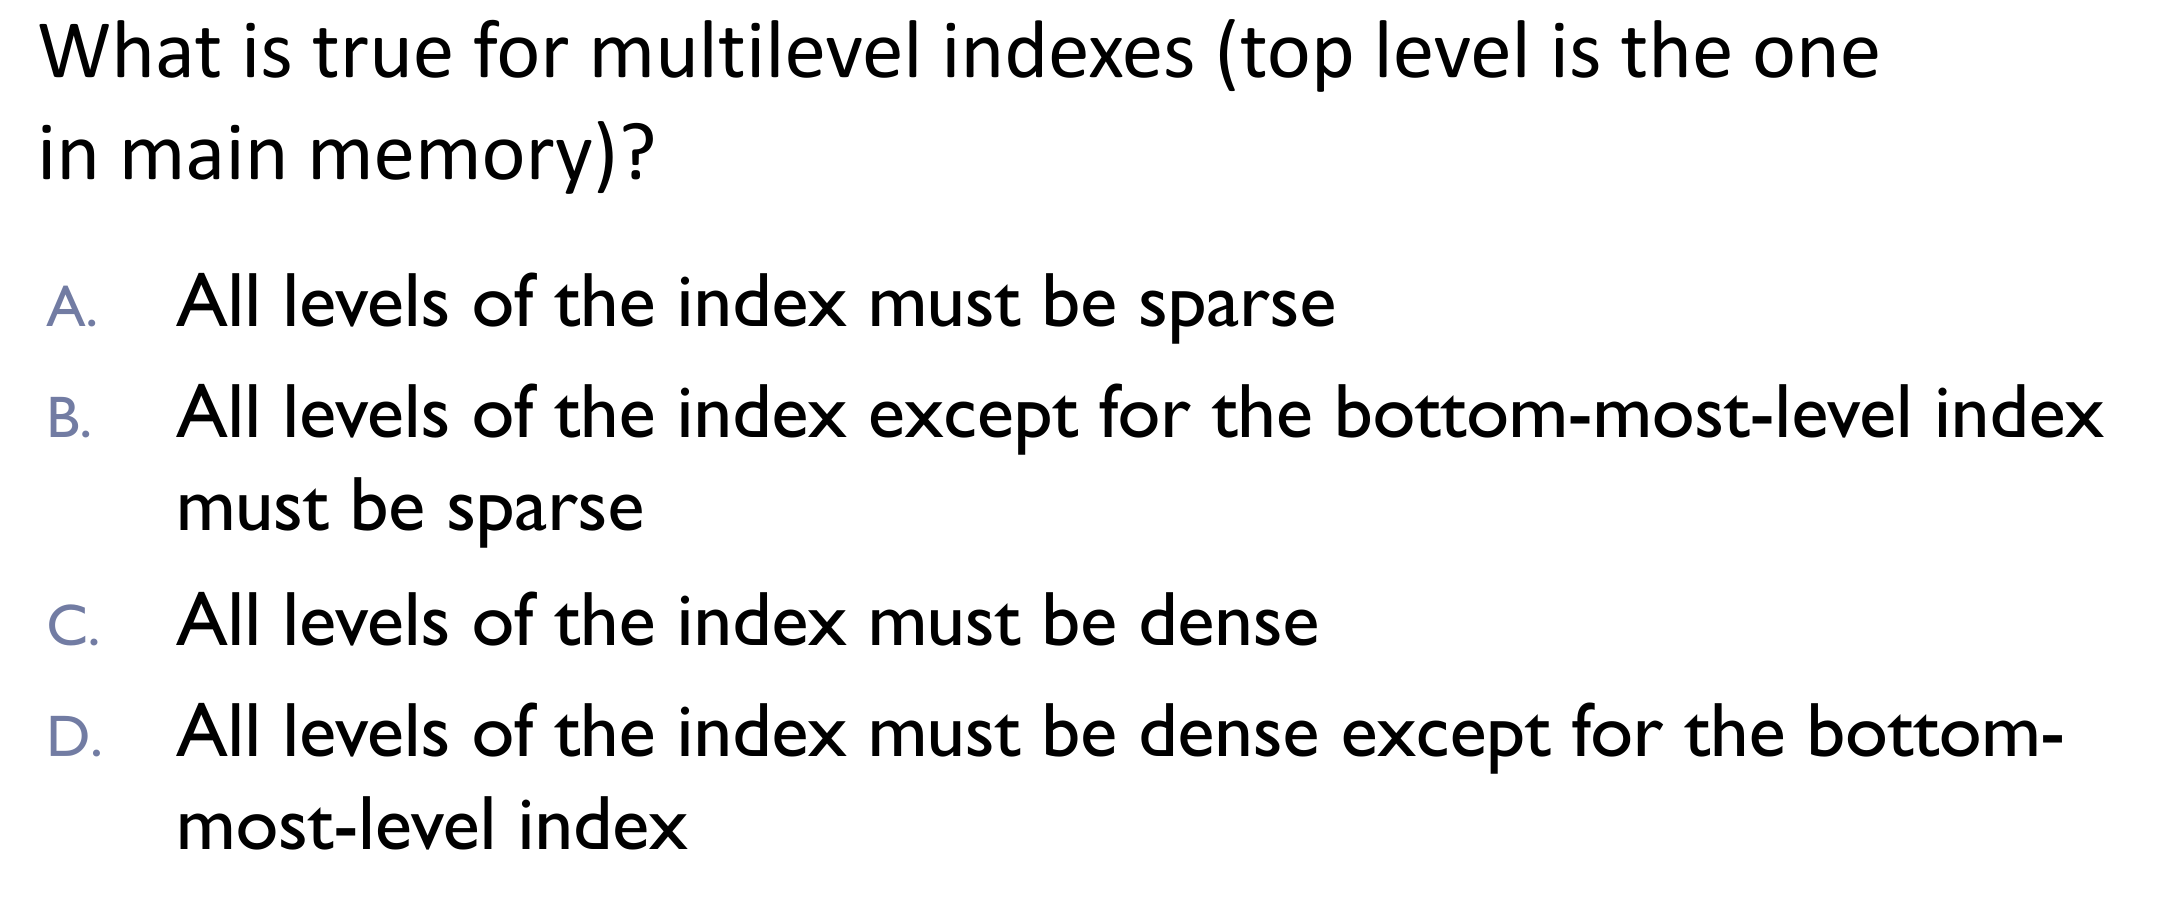 What is true for multilevel indexes (top level is the one
in main memory)?
A. All levels of the index must be sparse
B. All levels of the index except for the bottom-most-level index
must be sparse
C. All levels of the index must be dense
D. All levels of the index must be dense except for the bottom-
most-level index